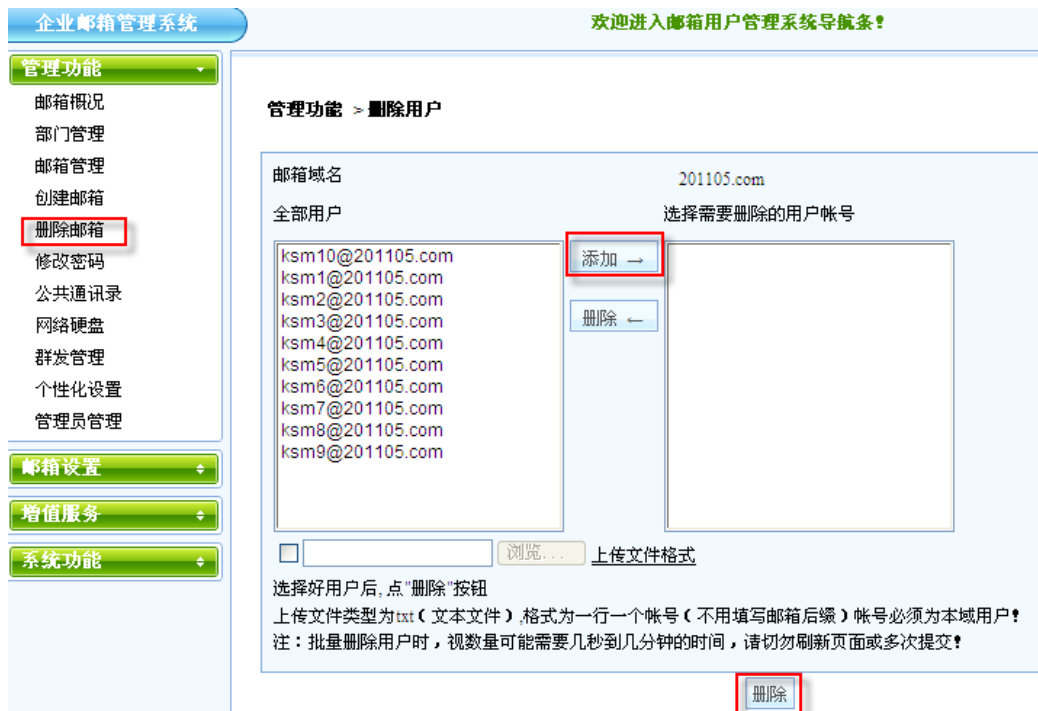 企业邮箱管理系统
欢迎进入邮箱用户管理系统导航条!
管理功能
邮箱概况
部门管理
邮箱管理
创建邮箱
删除邮箱
修改密码
公共通讯录
网络硬盘
群发管理
个性化设置
管理员管理
邮箱设置
增值服务
系统功能
管理功能 > 删除用户
邮箱域名 201105.com
全部用户 选择需要删除的用户帐号
ksm10@201105.com
ksm1@201105.com
ksm2@201105.com
ksm3@201105.com
ksm4@201105.com
ksm5@201105.com
ksm6@201105.com
ksm7@201105.com
ksm8@201105.com
ksm9@201105.com
添加 →
删除 ←
浏览... 上传文件格式
选择好用户后, 点"删除"按钮
上传文件类型为txt(文本文件),格式为一行一个帐号(不用填写邮箱后缀)帐号必须为本域用户!
注:批量删除用户时,视数量可能需要几秒到几分钟的时间,请切勿刷新页面或多次提交!
删除